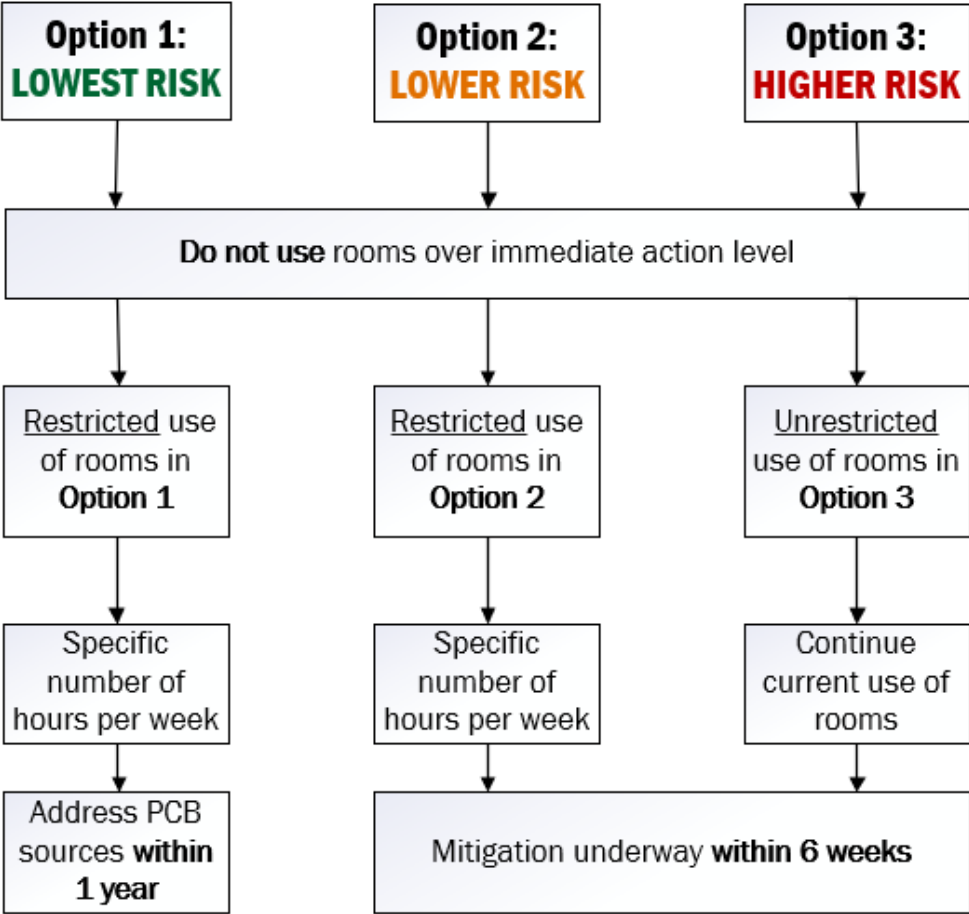 Option 1:
LOWEST RISK
Option 2:
LOWER RISK
Option 3:
HIGHER RISK
Do not use rooms over immediate action level
Restricted use
of rooms in
Option 1
Restricted use
of rooms in
Option 2
Unrestricted
use of rooms in
Option 3
Specific
number of
hours per week
Specific
number of
hours per week
Continue
current use of
rooms
Address PCB
sources within
1 year
Mitigation underway within 6 weeks